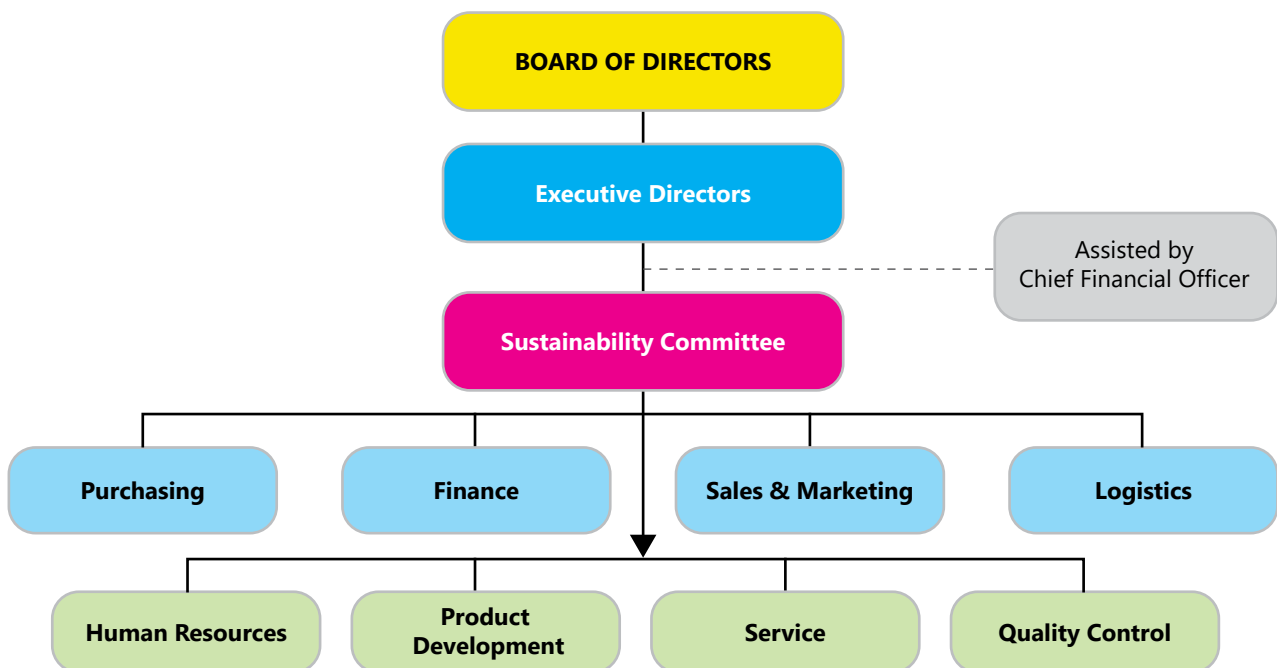 BOARD OF DIRECTORS
Executive Directors
Assisted by
Chief Financial Officer
Sustainability Committee
Purchasing
Finance
Sales & Marketing
Logistics
Human Resources
Product
Development
Service
Quality Control